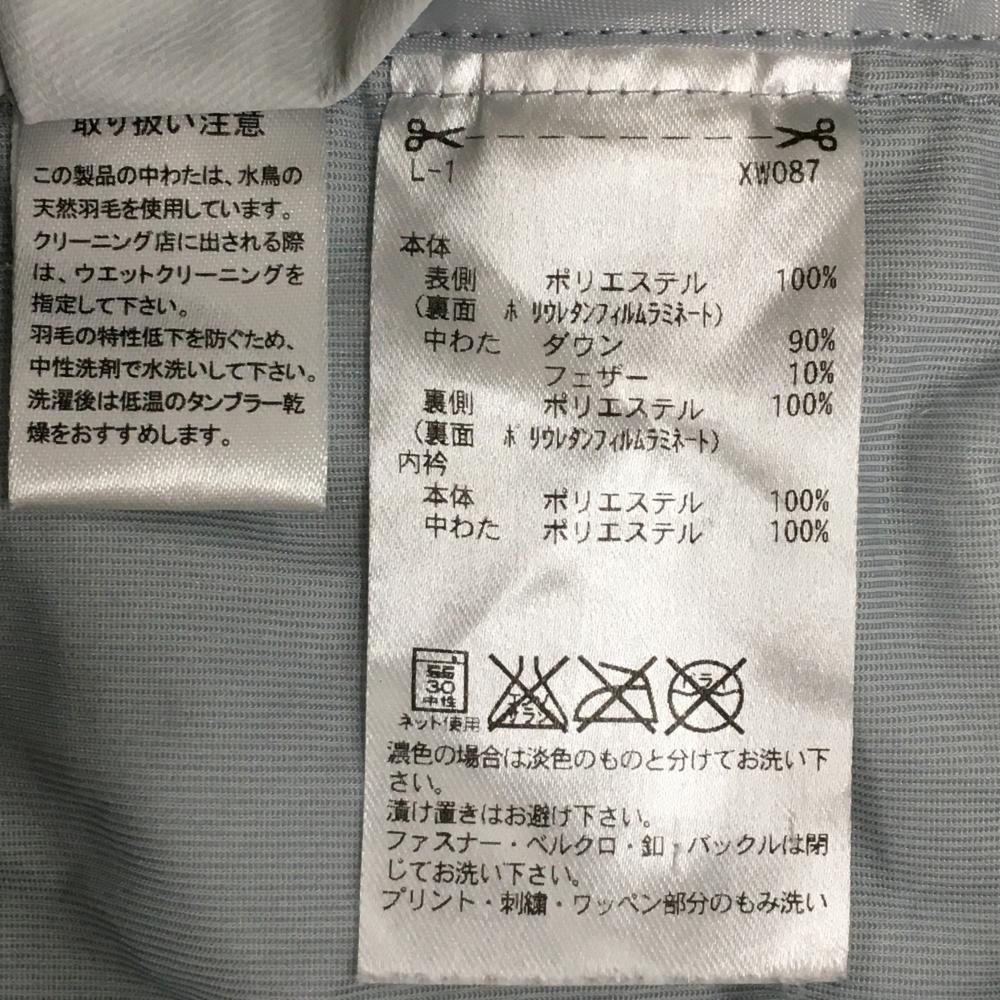 取り扱い注意
この製品の中わたは、水鳥の
天然羽毛を使用しています。
クリーニング店に出される際
は、ウエットクリーニングを
指定して下さい。
羽毛の特性低下を防ぐため、
中性洗剤で水洗いして下さい。
洗濯後は低温のタンブラー乾
燥をおすすめします。
L-1 XW087
本体
表側 ポリエステル 100%
(裏面 ポリウレタンフィルムラミネート)
中わた ダウン 90%
フェザー 10%
裏側 ポリエステル 100%
(裏面 ポリウレタンフィルムラミネート)
内衿
本体 ポリエステル 100%
中わた ポリエステル 100%
弱
30
中性
ネット使用
エンソ
サラシ
ドライ
濃色の場合は淡色のものと分けてお洗い下
さい。
漬け置きはお避け下さい。
ファスナー・ベルクロ・釦・バックルは閉
じてお洗い下さい。
プリント・刺繍・ワッペン部分のもみ洗い